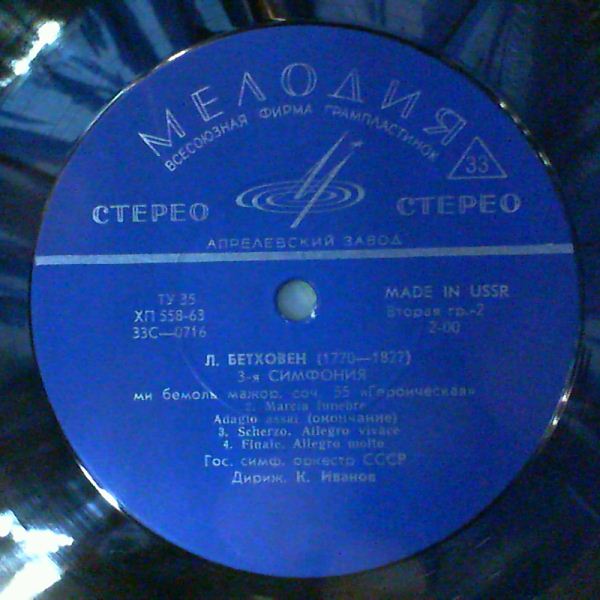 МЕЛОДИЯ
ВСЕСОЮЗНАЯ ФИРМА ГРАМПЛАСТИНОК
33
СТЕРЕО СТЕРЕО
АПРЕЛЕВСКИЙ ЗАВОД
ТУ 35
ХП 558-63
33С—0716
MADE IN USSR
Вторая гр.-2
2-00
Л. БЕТХОВЕН (1770—1827)
3-я СИМФОНИЯ
ми бемоль мажор, соч. 55 «Героическая»
2. Marcia funebre
Adagio assai (окончание)
3. Scherzo. Allegro vivace
4. Finale. Allegro molto
Гос. симф. оркестр СССР
Дириж. К. Иванов